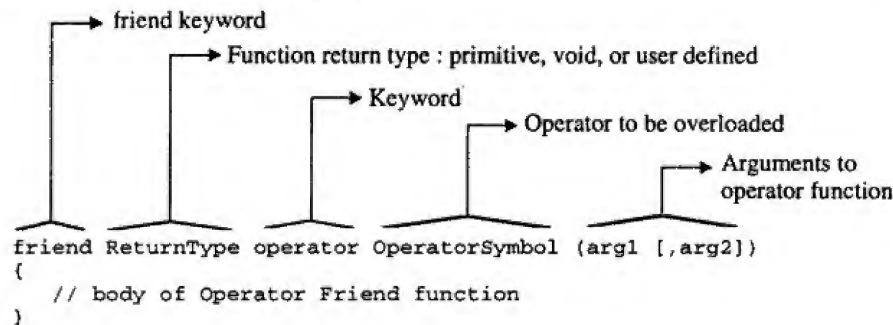 friend keyword
Function return type : primitive, void, or user defined
Keyword
Operator to be overloaded
Arguments to
operator function
friend ReturnType operator OperatorSymbol (arg1 [,arg2])
{
// body of Operator Friend function
}